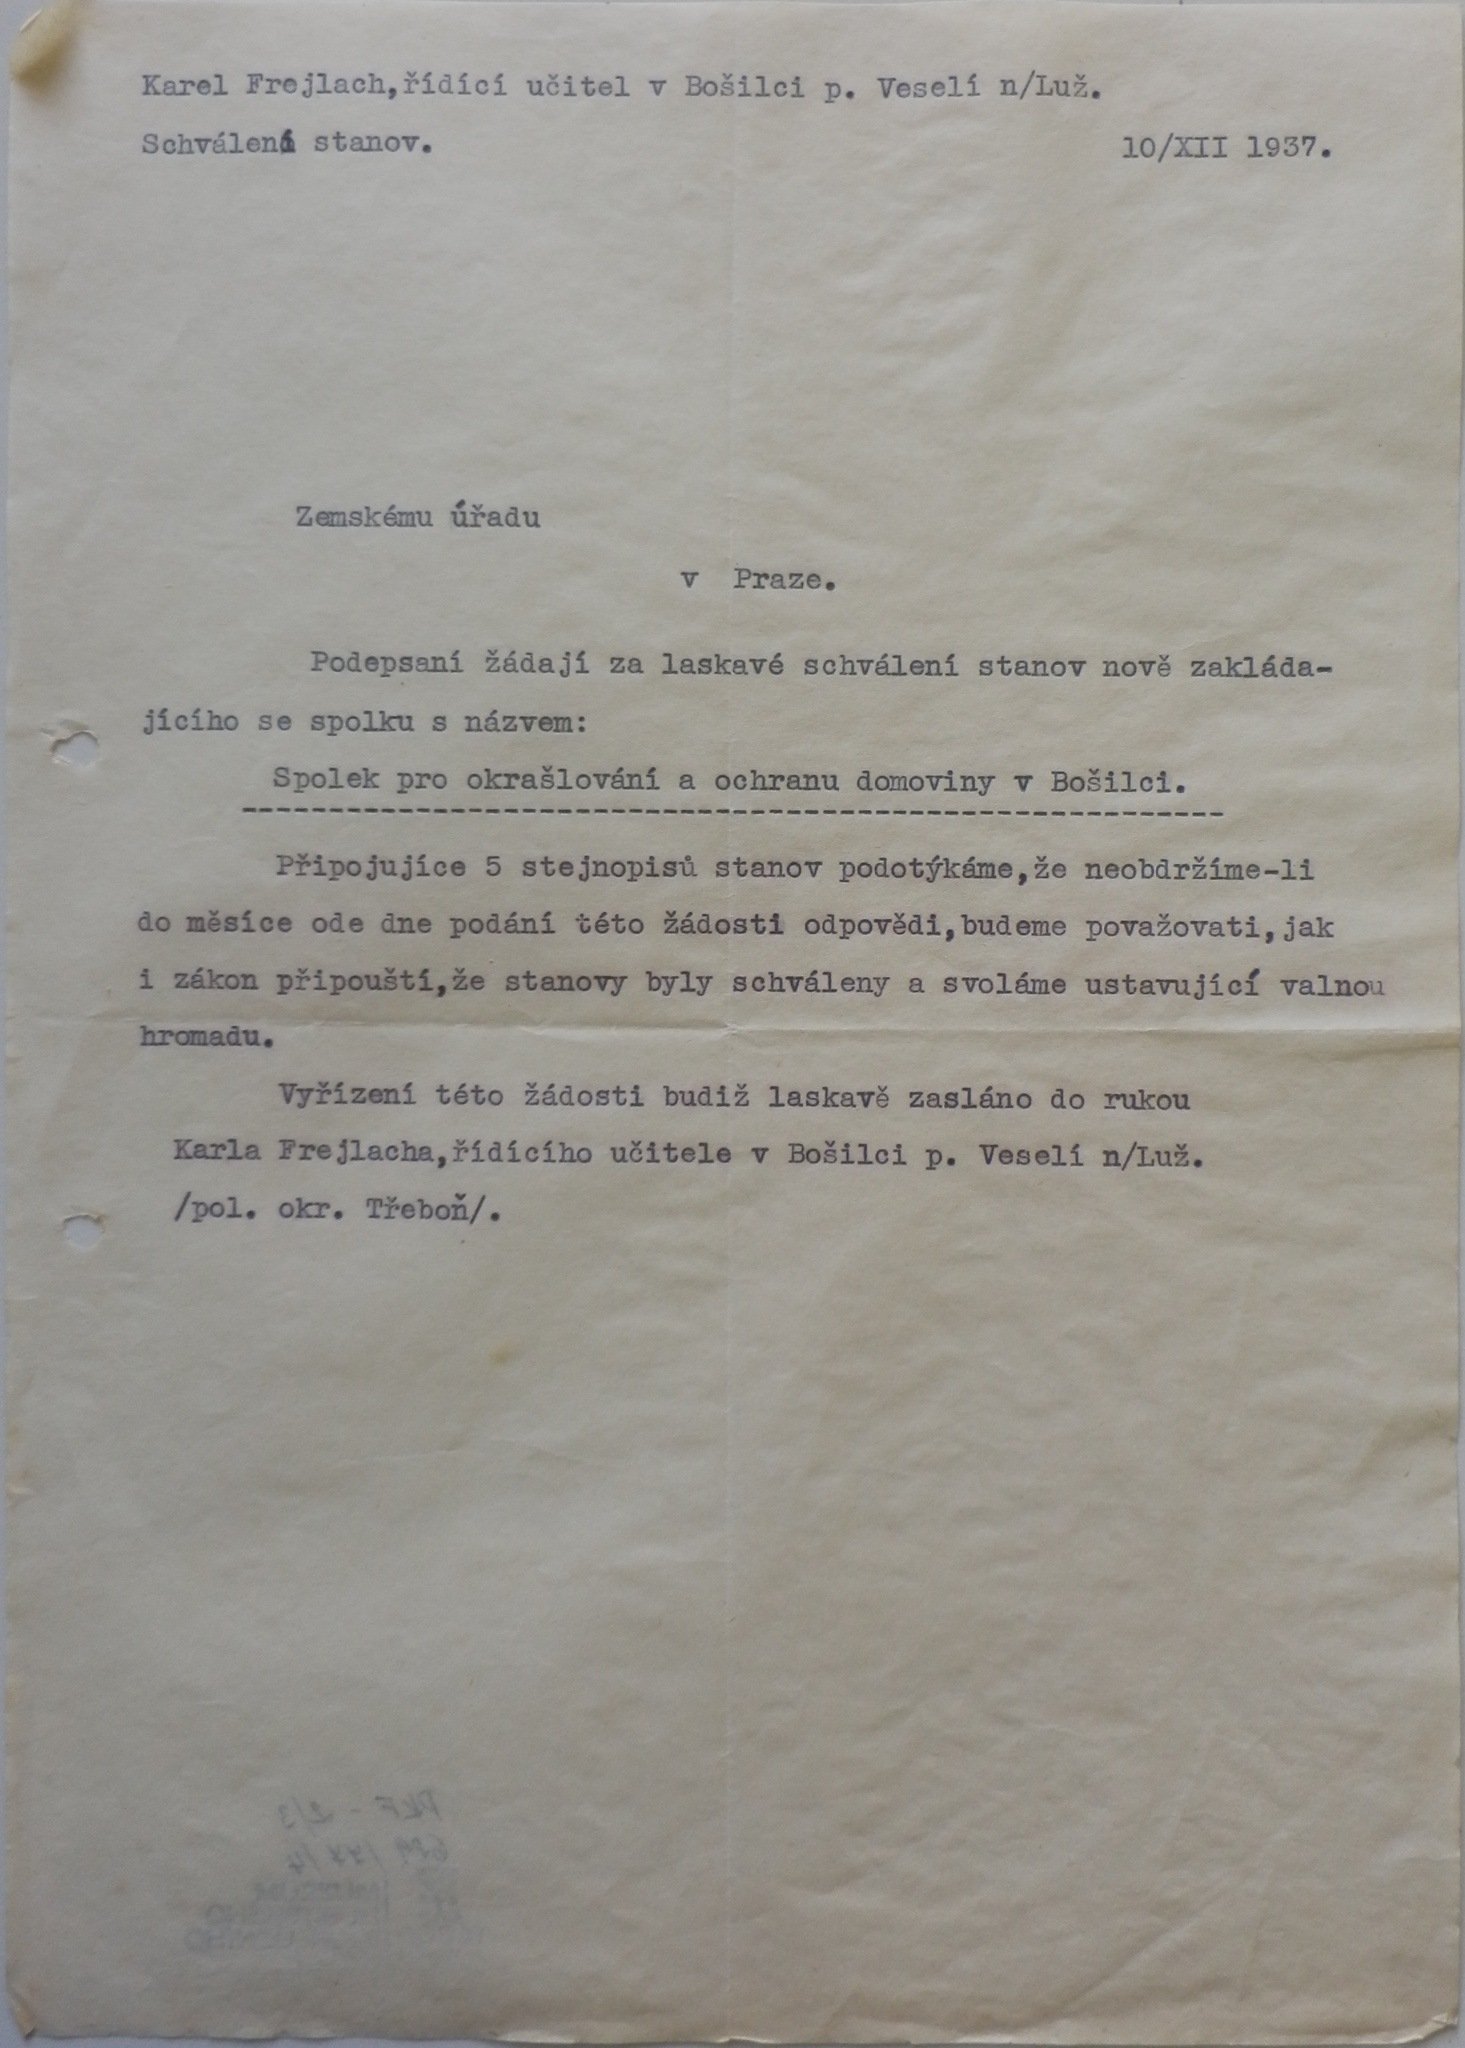 Karel Frejlach,řídící učitel v Bošilci p. Veselí n/Luž.
Schválení stanov. 10/XII 1937.
Zemskému úřadu
v Praze.
Podepsaní žádají za laskavé schválení stanov nově zakláda-
jícího se spolku s názvem:
Spolek pro okrašlování a ochranu domoviny v Bošilci.
Připojujíce 5 stejnopisů stanov podotýkáme,že neobdržíme-li
do měsíce ode dne podání této žádosti odpovědi,budeme považovati,jak
i zákon připouští,že stanovy byly schváleny a svoláme ustavující valnou
hromadu.
Vyřízení této žádosti budiž laskavě zasláno do rukou
Karla Frejlacha,řídícího učitele v Bošilci p. Veselí n/Luž.
/pol. okr. Třeboň/.